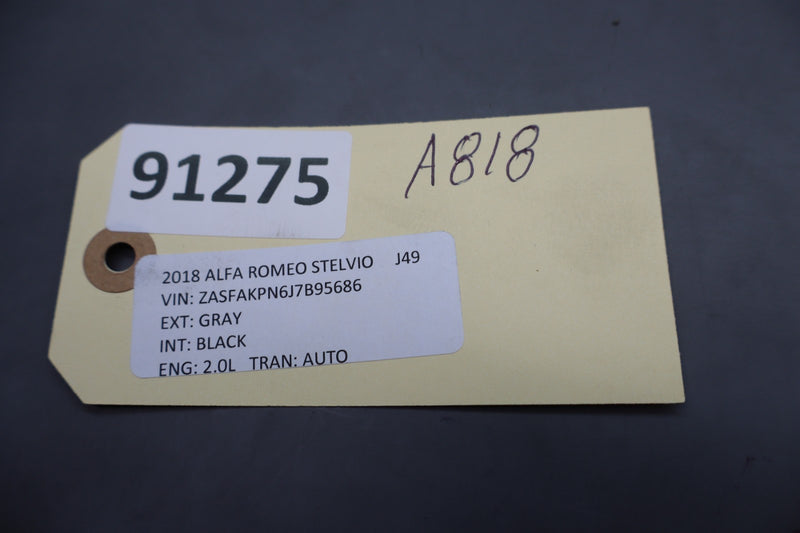 91275
A818
2018 ALFA ROMEO STELVIO J49
VIN: ZASFAKPN6J7B95686
EXT: GRAY
INT: BLACK
ENG: 2.0L TRAN: AUTO